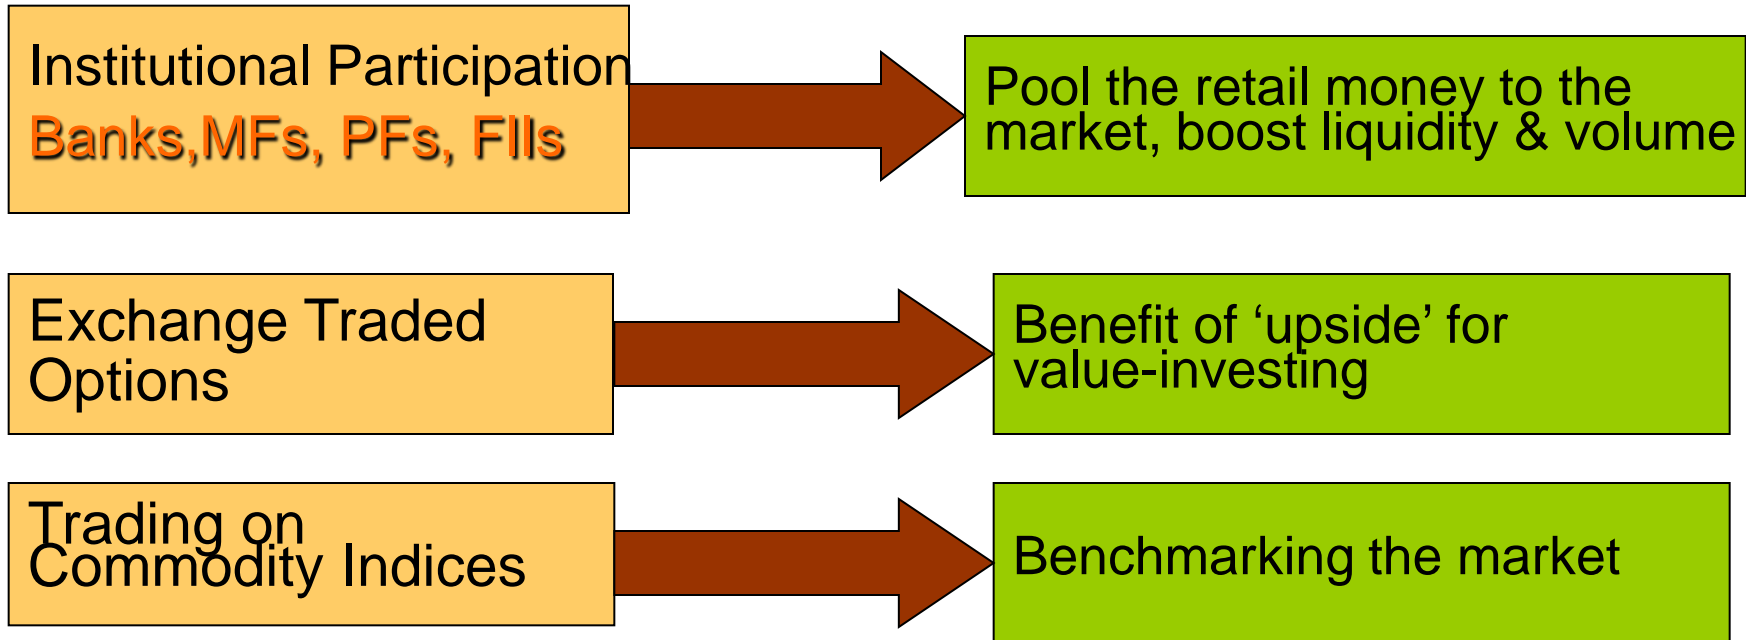 Institutional Participation
Banks,MFs, PFs, FIIs
Pool the retail money to the
market, boost liquidity & volume
Exchange Traded
Options
Benefit of ‘upside’ for
value-investing
Trading on
Commodity Indices
Benchmarking the market